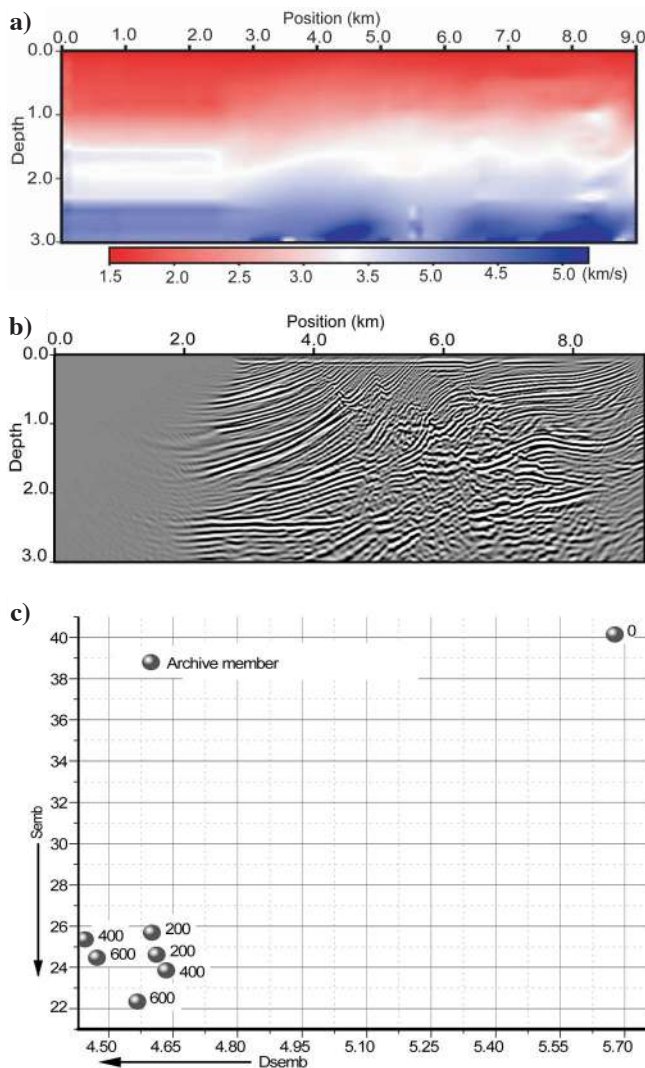 a)
Position (km)
0.0 1.0 2.0 3.0 4.0 5.0 6.0 7.0 8.0 9.0
0.0
1.0
2.0
3.0
Depth
1.5 2.0 2.5 3.0 3.5 5.0 4.5 5.0 (km/s)
b)
Position (km)
0.0 2.0 4.0 6.0 8.0
0.0
1.0
2.0
3.0
Depth
c)
40
38
36
34
32
30
28
26
24
22
Semb
Archive member
0
400
200
600
200
400
600
4.50 4.65 4.80 4.95 5.10 5.25 5.40 5.55 5.70
Dsemb